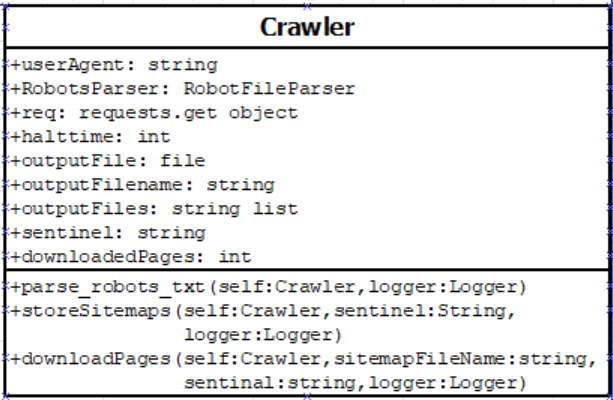 Crawler
+userAgent: string
+RobotsParser: RobotFileParser
+req: requests.get object
+halttime: int
+outputFile: file
+outputFilename: string
+outputFiles: string list
+sentinel: string
+downloadedPages: int
+parse_robots_txt(self:Crawler,logger:Logger)
+storeSitemaps(self:Crawler,sentinel:String,
logger:Logger)
+downloadPages(self:Crawler,sitemapFileName:string,
sentinal:string,logger:Logger)